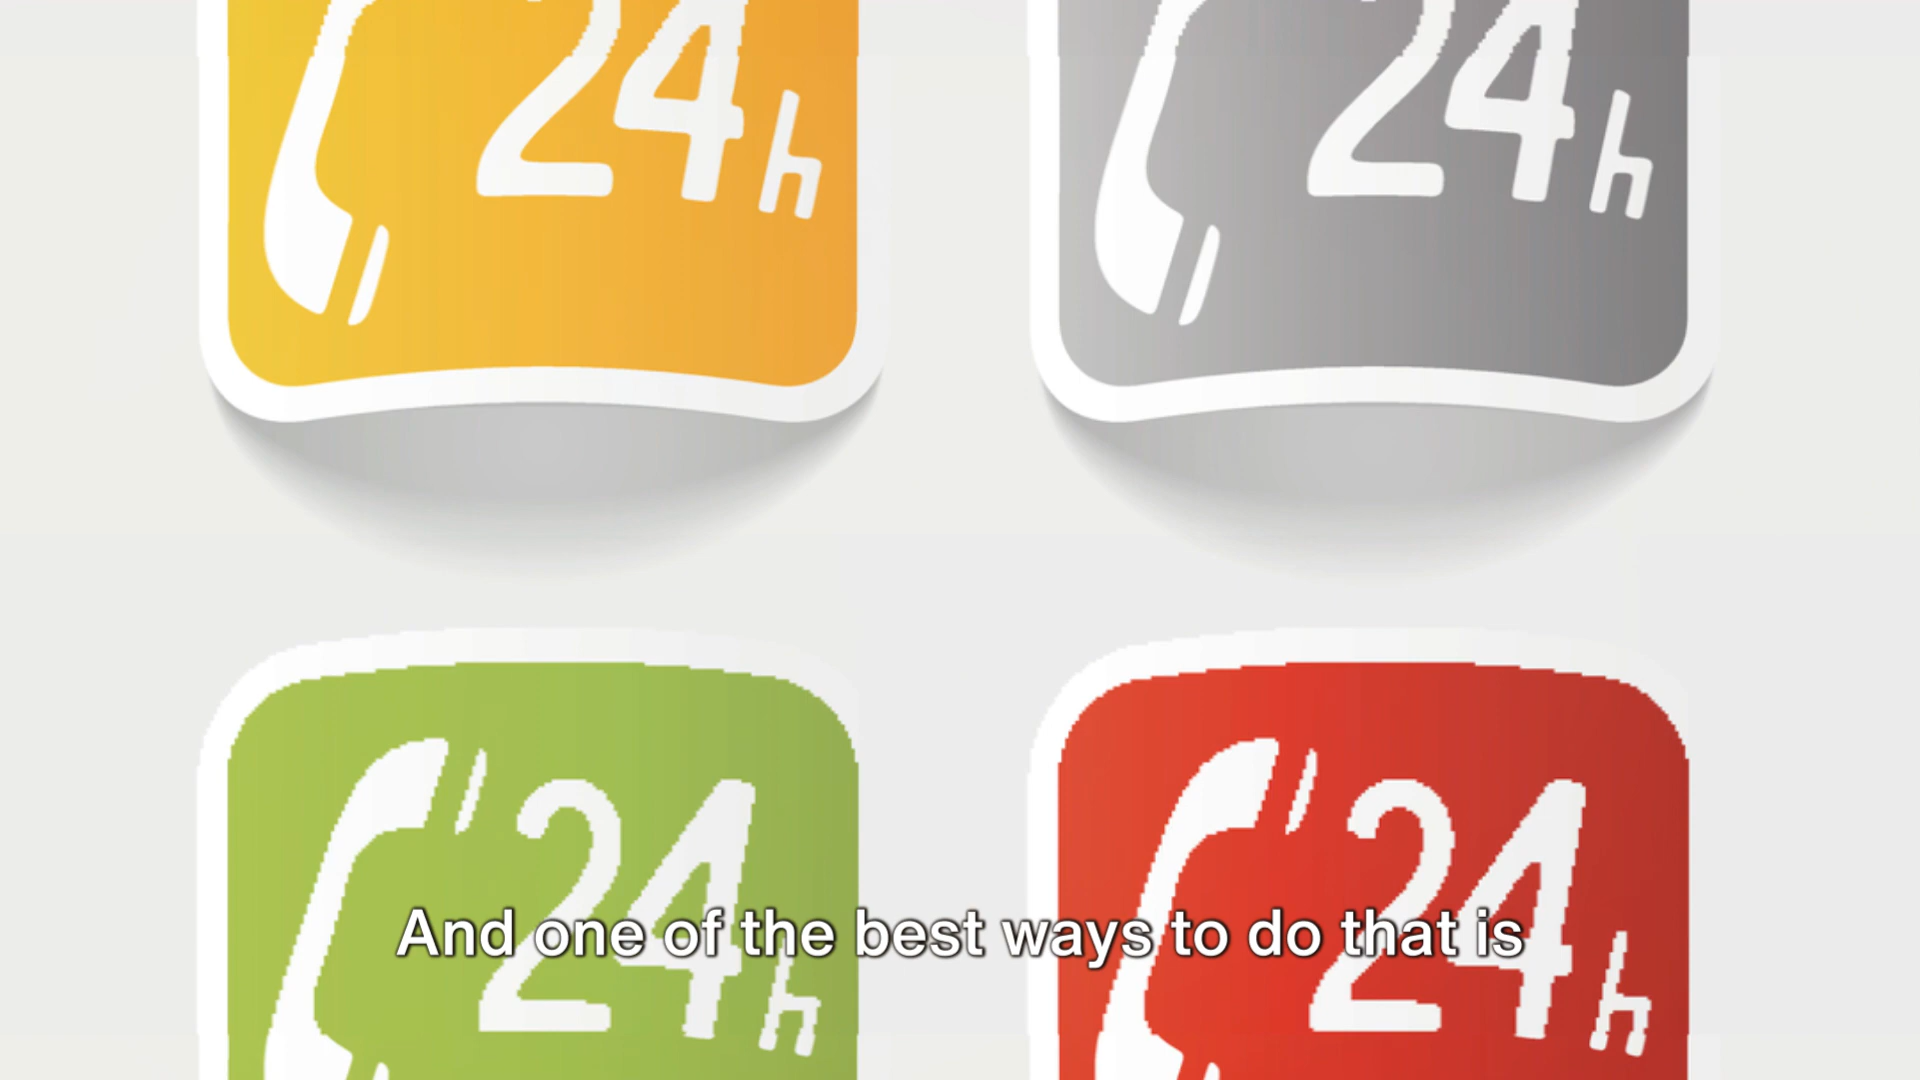 24h 24h
24h 24h
And one of the best ways to do that is